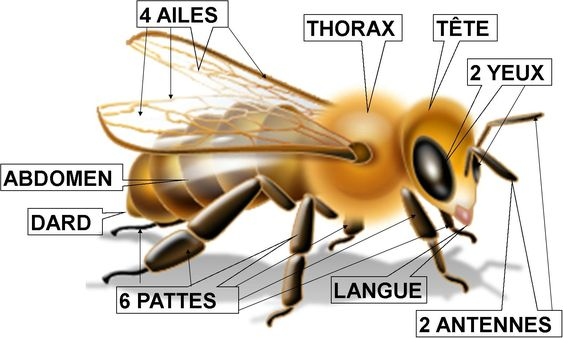 4 AILES
THORAX
TÊTE
2 YEUX
ABDOMEN
DARD
6 PATTES
LANGUE
2 ANTENNES